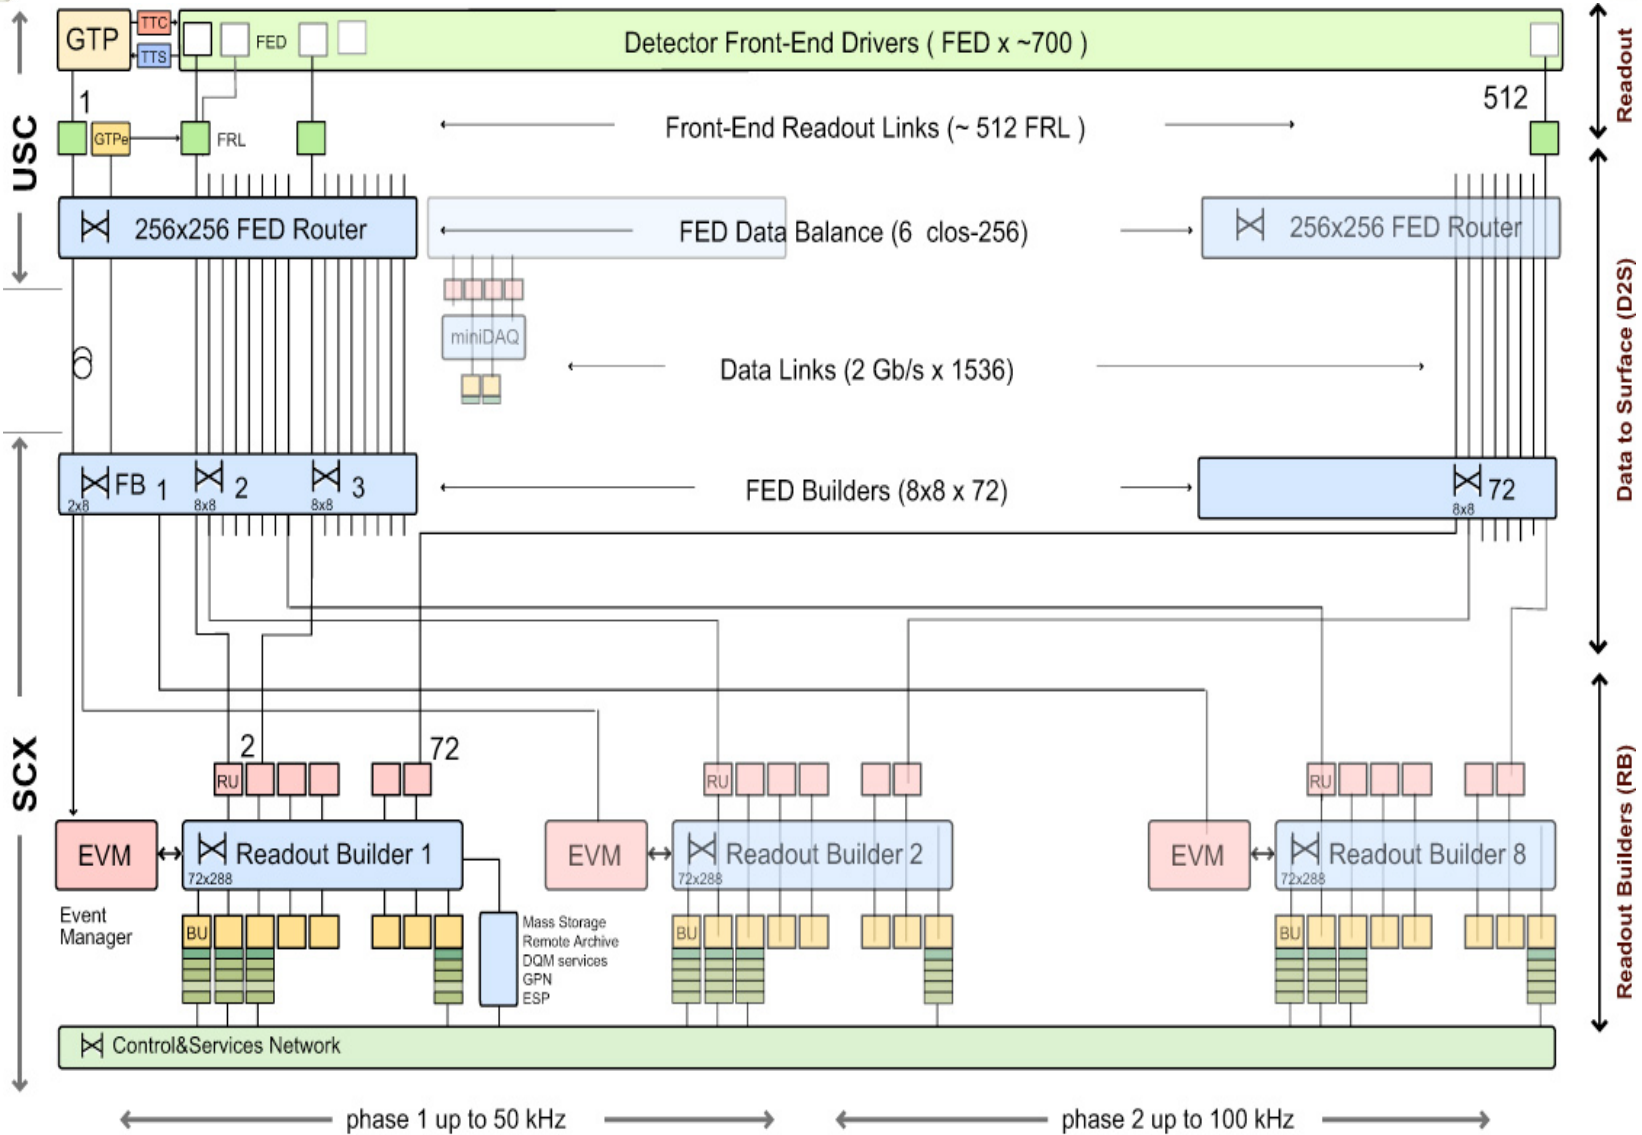 GTP
TTC
TTS
FED
Detector Front-End Drivers ( FED x ~700 )
Readout
1
512
GTPe
FRL
Front-End Readout Links (~ 512 FRL )
USC
256x256 FED Router
FED Data Balance (6 clos-256)
256x256 FED Router
miniDAQ
Data Links (2 Gb/s x 1536)
Data to Surface (D2S)
FB 1
2x8
2
8x8
3
8x8
FED Builders (8x8 x 72)
72
8x8
SCX
2
72
RU
RU
RU
EVM
Readout Builder 1
72x288
EVM
Readout Builder 2
72x288
EVM
Readout Builder 8
72x288
Readout Builders (RB)
Event
Manager
BU
Mass Storage
Remote Archive
DQM services
GPN
ESP
BU
BU
Control&Services Network
phase 1 up to 50 kHz
phase 2 up to 100 kHz